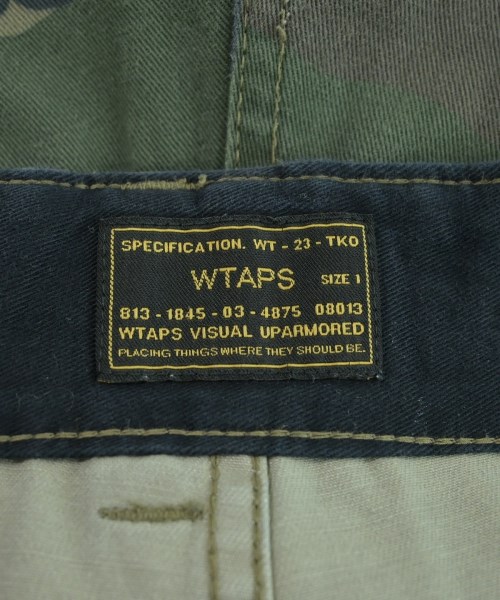 SPECIFICATION. WT - 23 - TKO
WTAPS SIZE 1
813 - 1845 - 03 - 4875 08013
WTAPS VISUAL UPARMORED
PLACING THINGS WHERE THEY SHOULD BE.